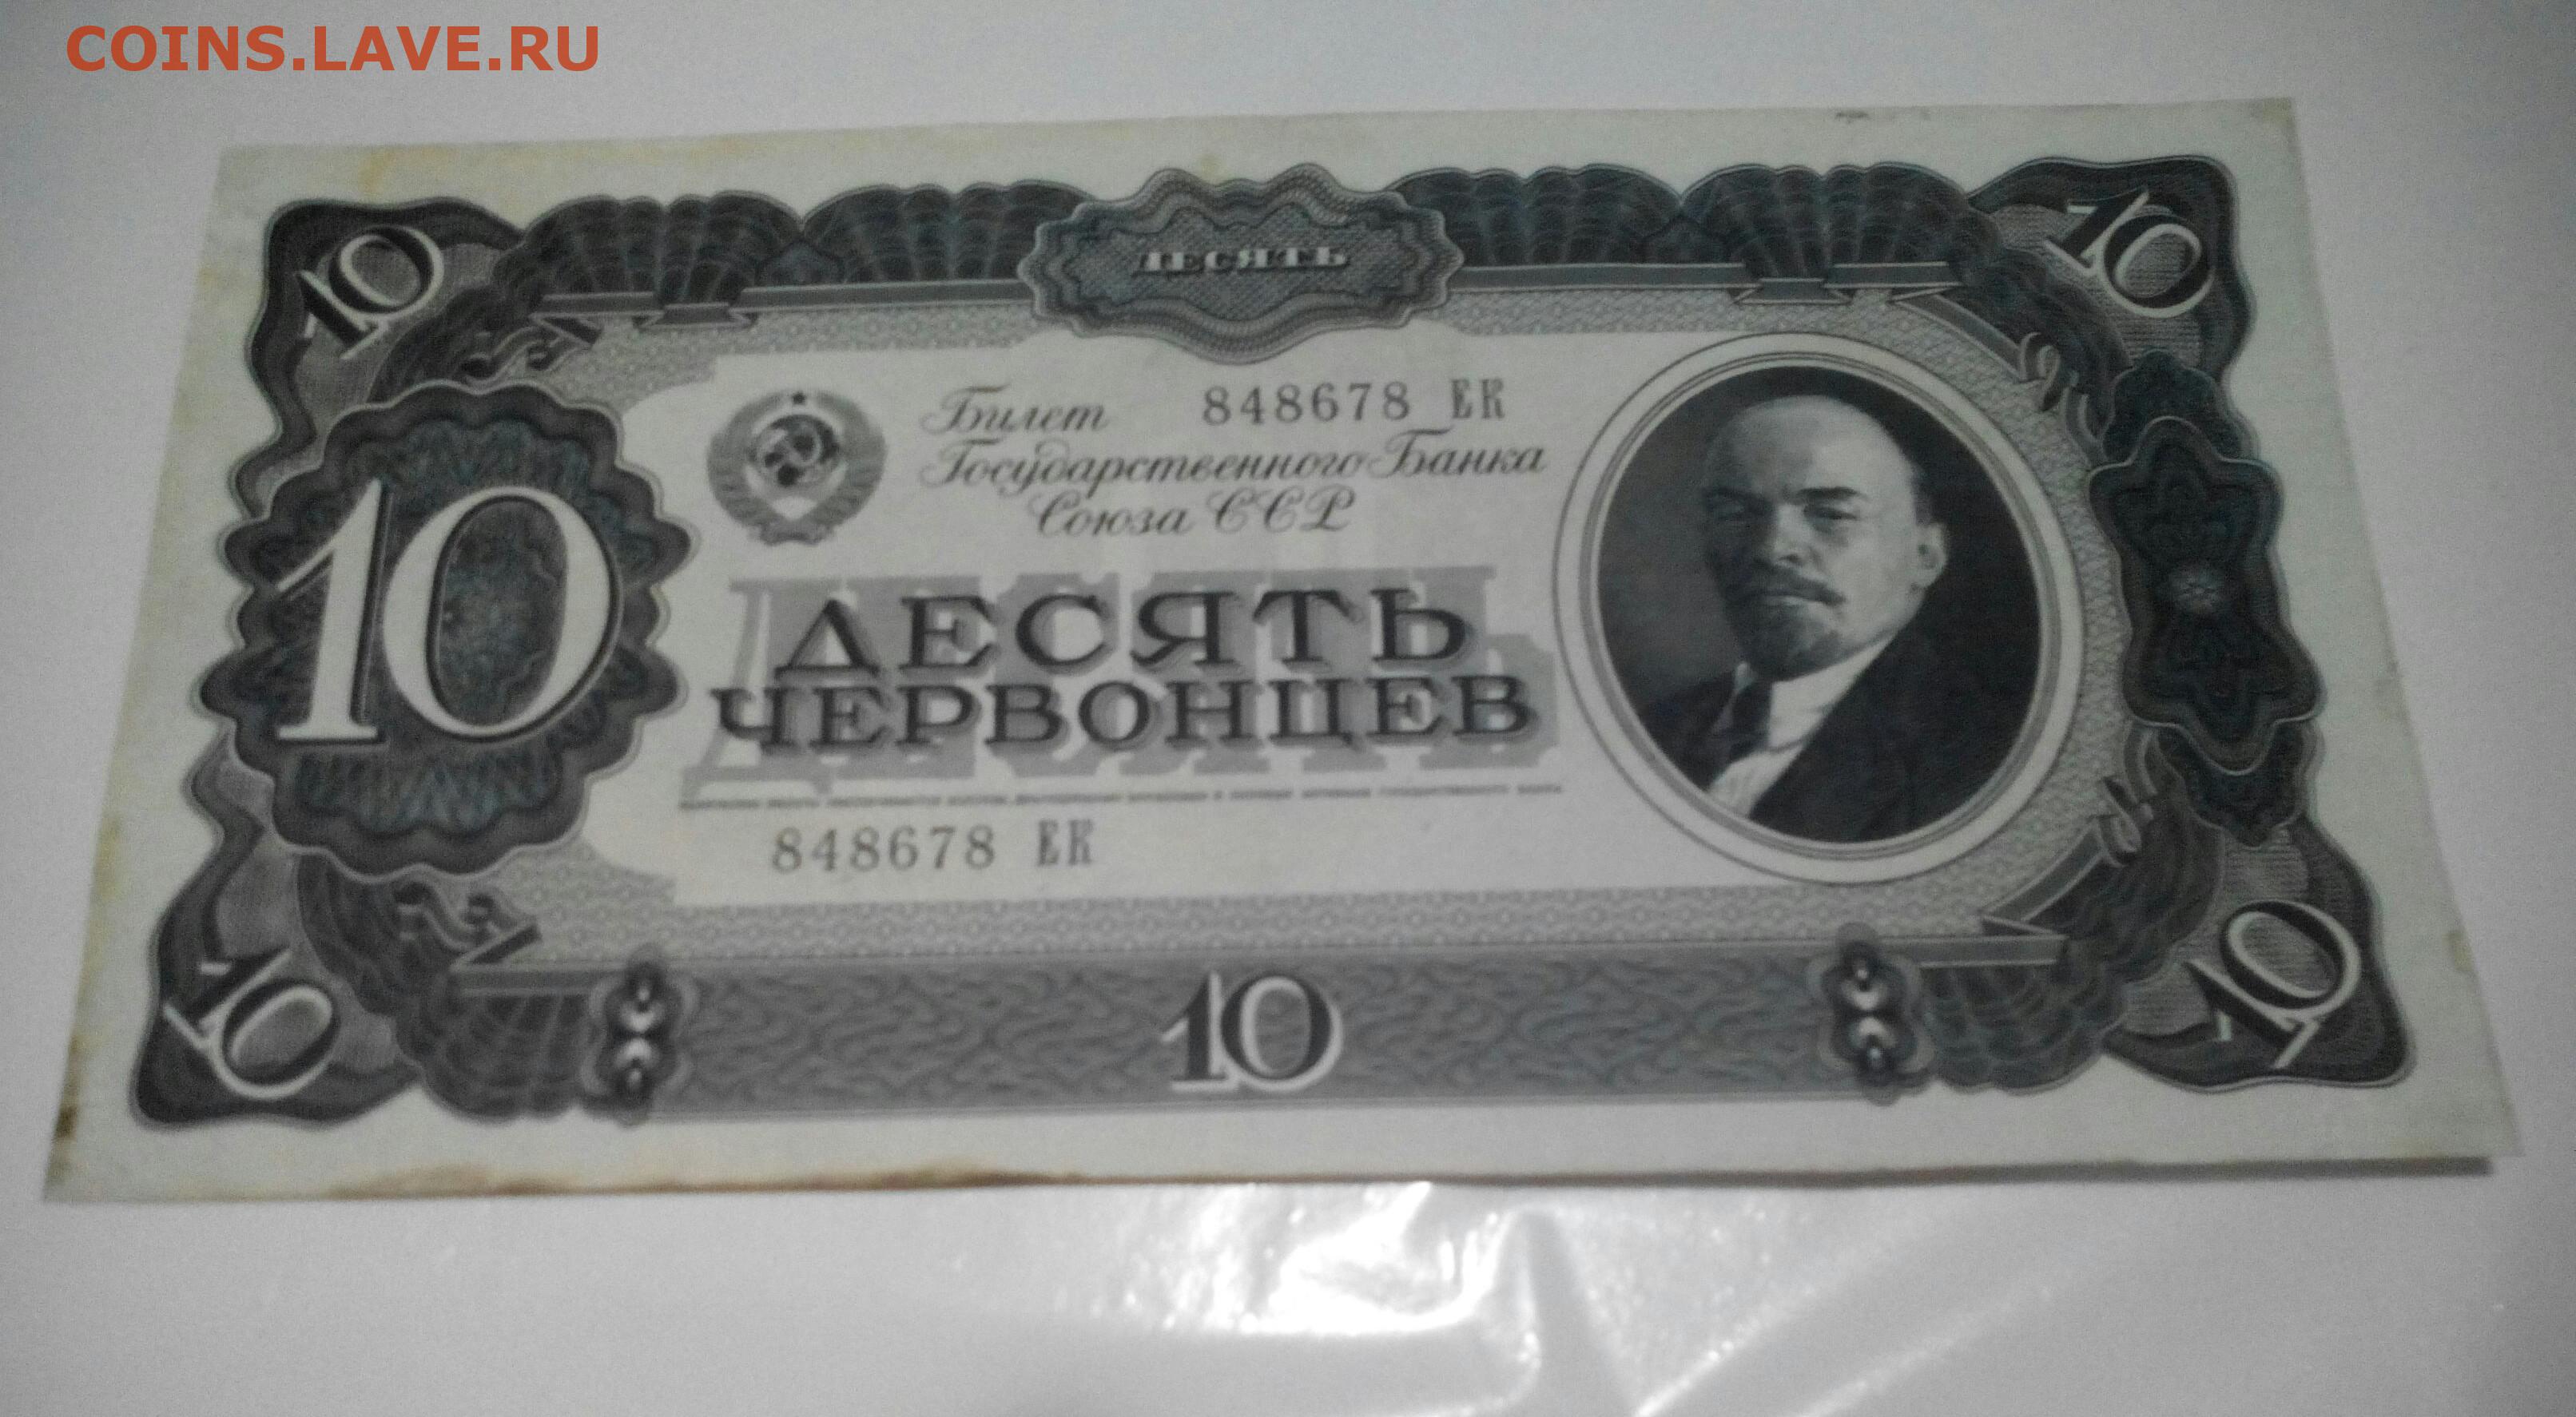 COINS.LAVE.RU
10
ДЕСЯТЬ
10
Билет 848678 ЕК
Государственного Банка
Союза ССР
10
ДЕСЯТЬ
ДЕСЯТЬ
ЧЕРВОНЦЕВ
848678 ЕК
10
10
10